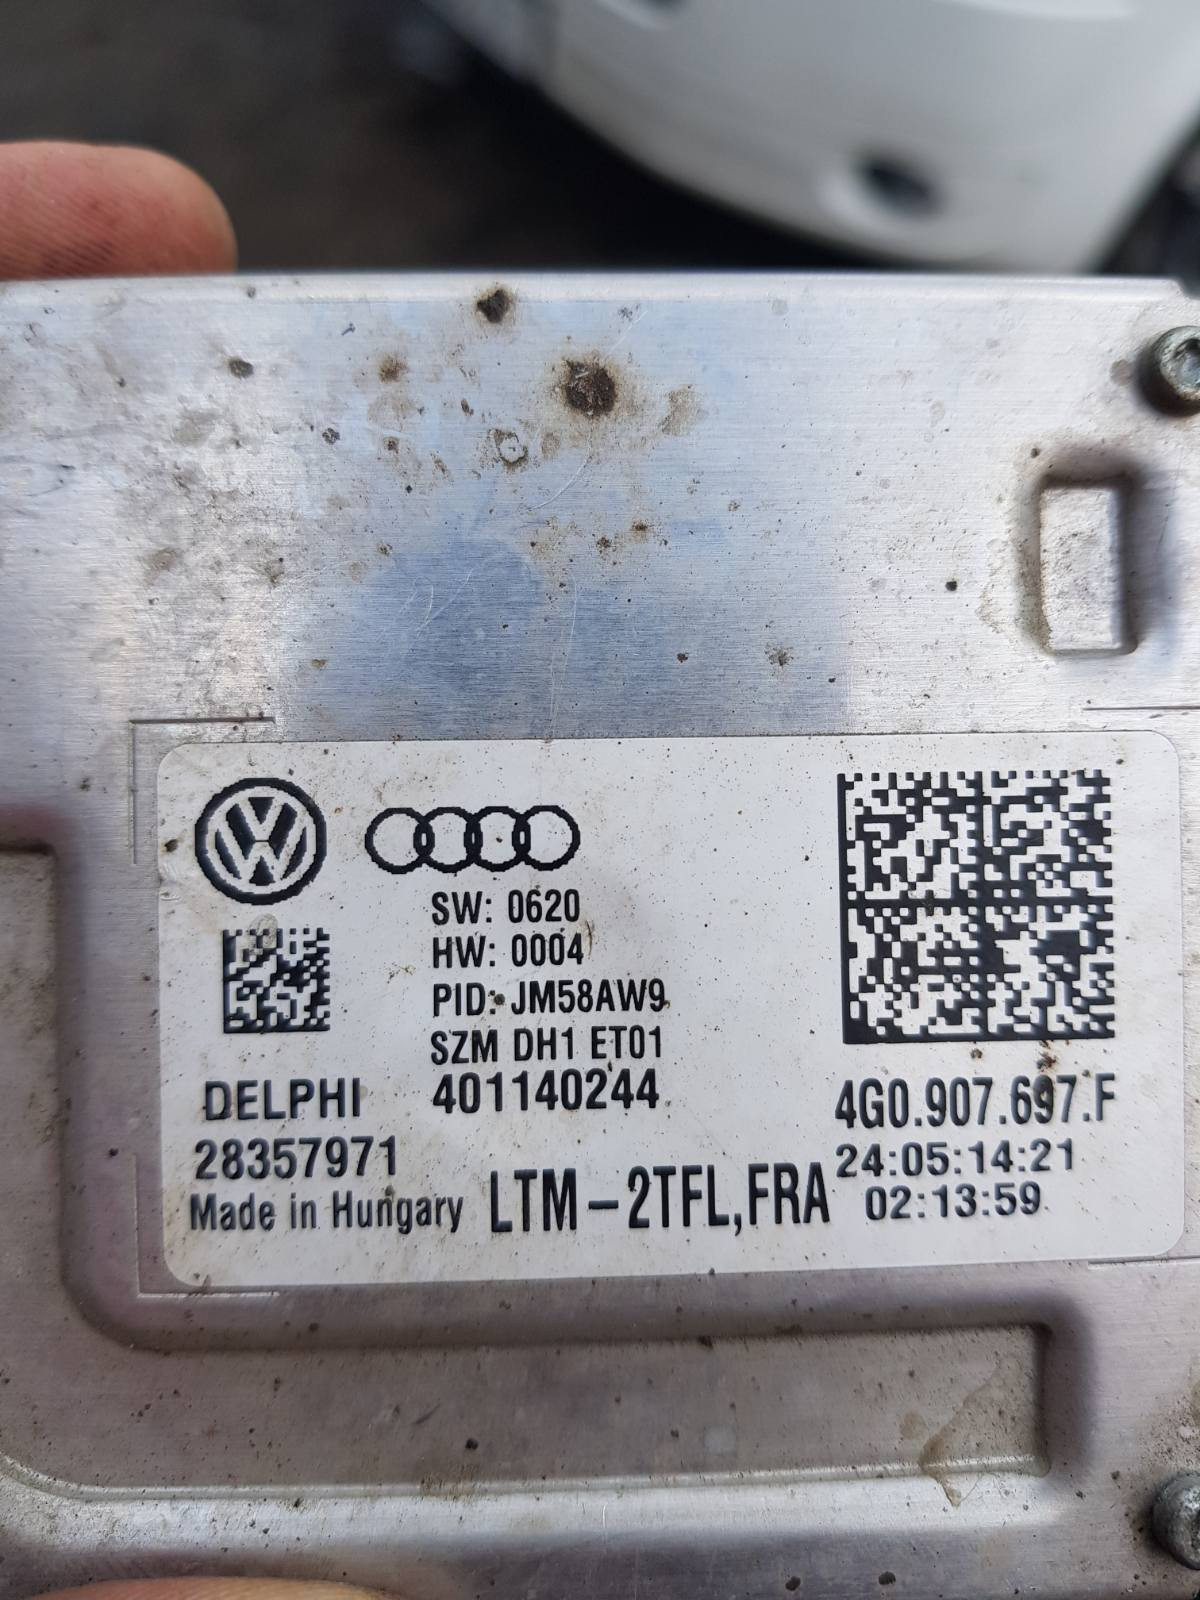 SW: 0620
HW: 0004
PID: JM58AW9
SZM DH1 ET01
401140244
DELPHI
28357971
Made in Hungary
LTM-2TFL,FRA
4G0.907.697.F
24:05:14:21
02:13:59